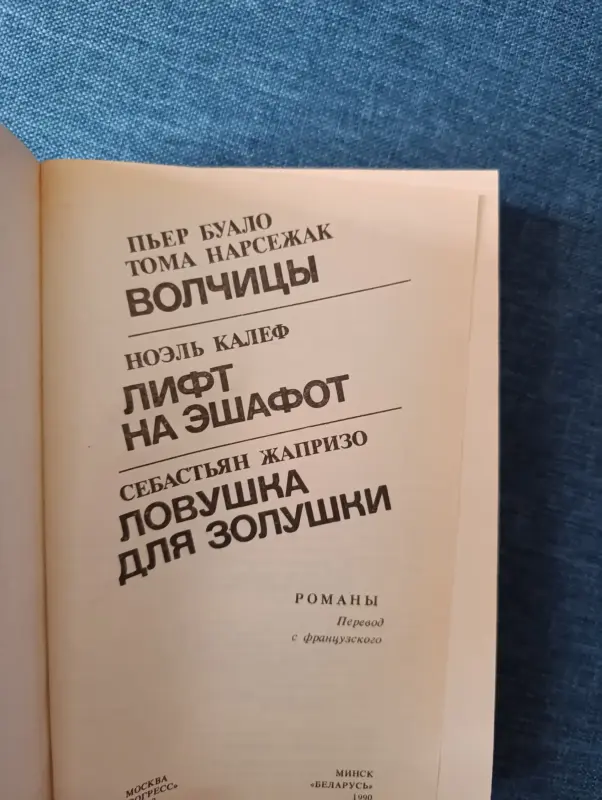 ПЬЕР БУАЛО
ТОМА НАРСЕЖАК
ВОЛЧИЦЫ
НОЭЛЬ КАЛЕФ
ЛИФТ
НА ЭШАФОТ
СЕБАСТЬЯН ЖАПРИЗО
ЛОВУШКА
ДЛЯ ЗОЛУШКИ
РОМАНЫ
Перевод
с французского
МОСКВА
ОГРЕСС»
МИНСК
«БЕЛАРУСЬ»
1990